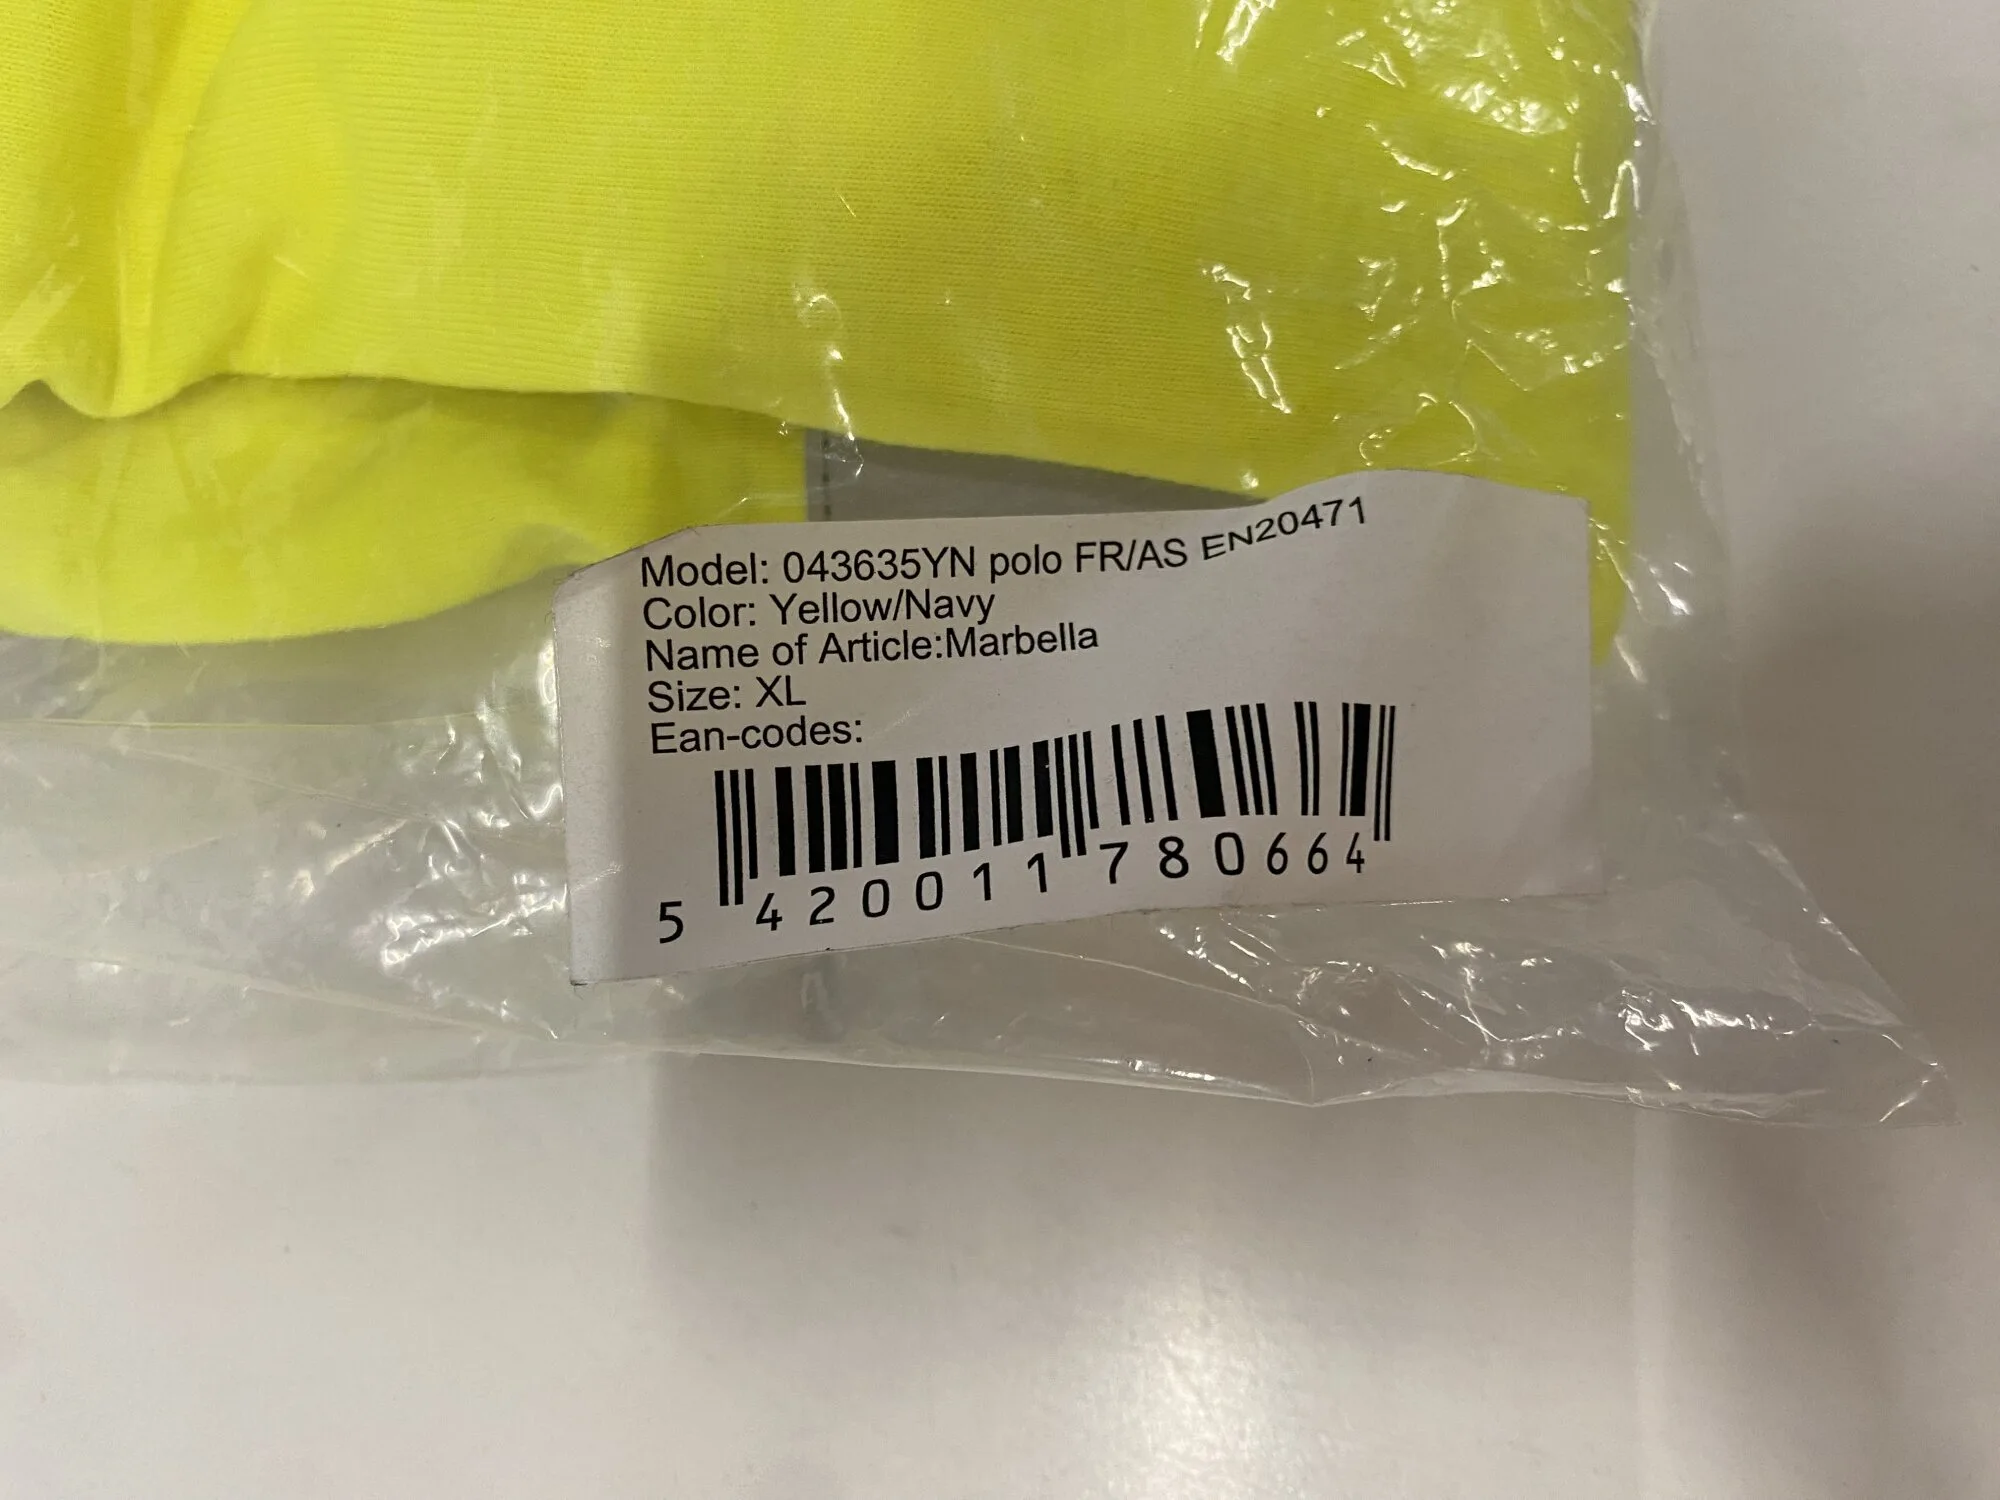 Model: 043635YN polo FR/AS EN20471
Color: Yellow/Navy
Name of Article:Marbella
Size: XL
Ean-codes:
5 420011 780664